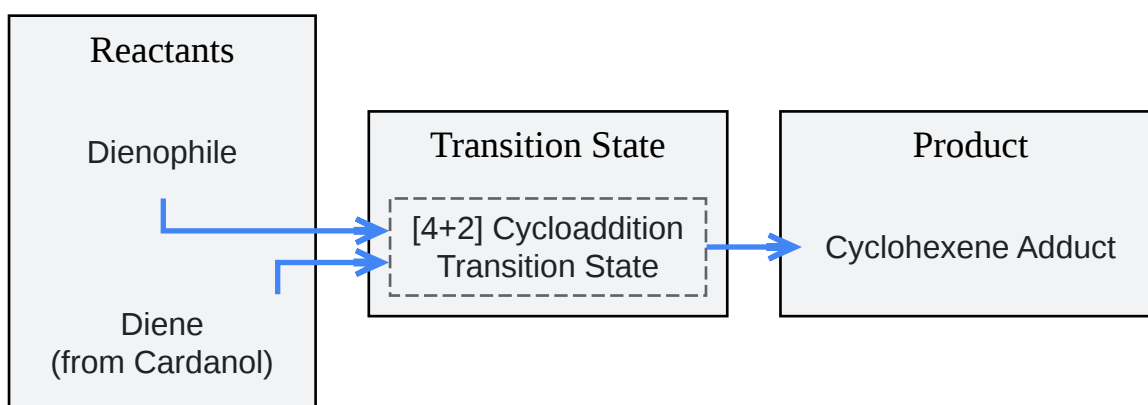 Reactants
Dienophile
Diene
(from Cardanol)
Transition State
[4+2] Cycloaddition
Transition State
Product
Cyclohexene Adduct